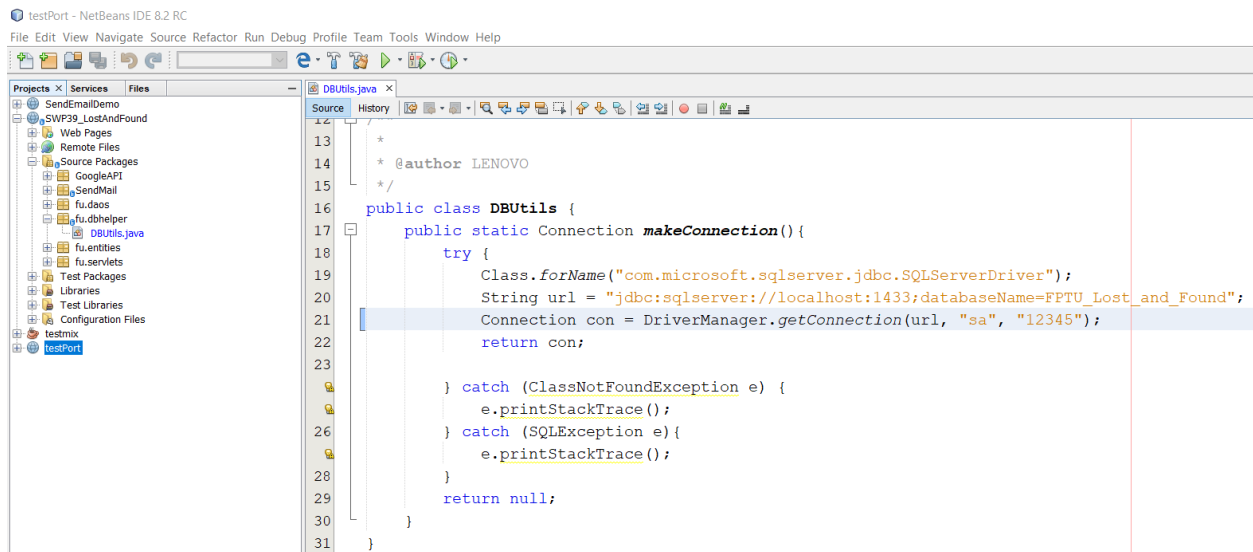 testPort - NetBeans IDE 8.2 RC
File Edit View Navigate Source Refactor Run Debug Profile Team Tools Window Help
Projects Services Files
SendEmailDemo
SWP39_LostAndFound
Web Pages
Remote Files
Source Packages
GoogleAPI
SendMail
fu.daos
fu.dbhelper
DBUtils.java
fu.entities
fu.servlets
Test Packages
Libraries
Test Libraries
Configuration Files
testmix
testPort
DBUtils.java
Source History
12 /**
13 *
14 * @author LENOVO
15 */
16 public class DBUtils {
17 public static Connection makeConnection(){
18 try {
19 Class.forName("com.microsoft.sqlserver.jdbc.SQLServerDriver");
20 String url = "jdbc:sqlserver://localhost:1433;databaseName=FPTU_Lost_and_Found";
21 Connection con = DriverManager.getConnection(url, "sa", "12345");
22 return con;
23
} catch (ClassNotFoundException e) {
e.printStackTrace();
26 } catch (SQLException e){
e.printStackTrace();
28 }
29 return null;
30 }
31 }